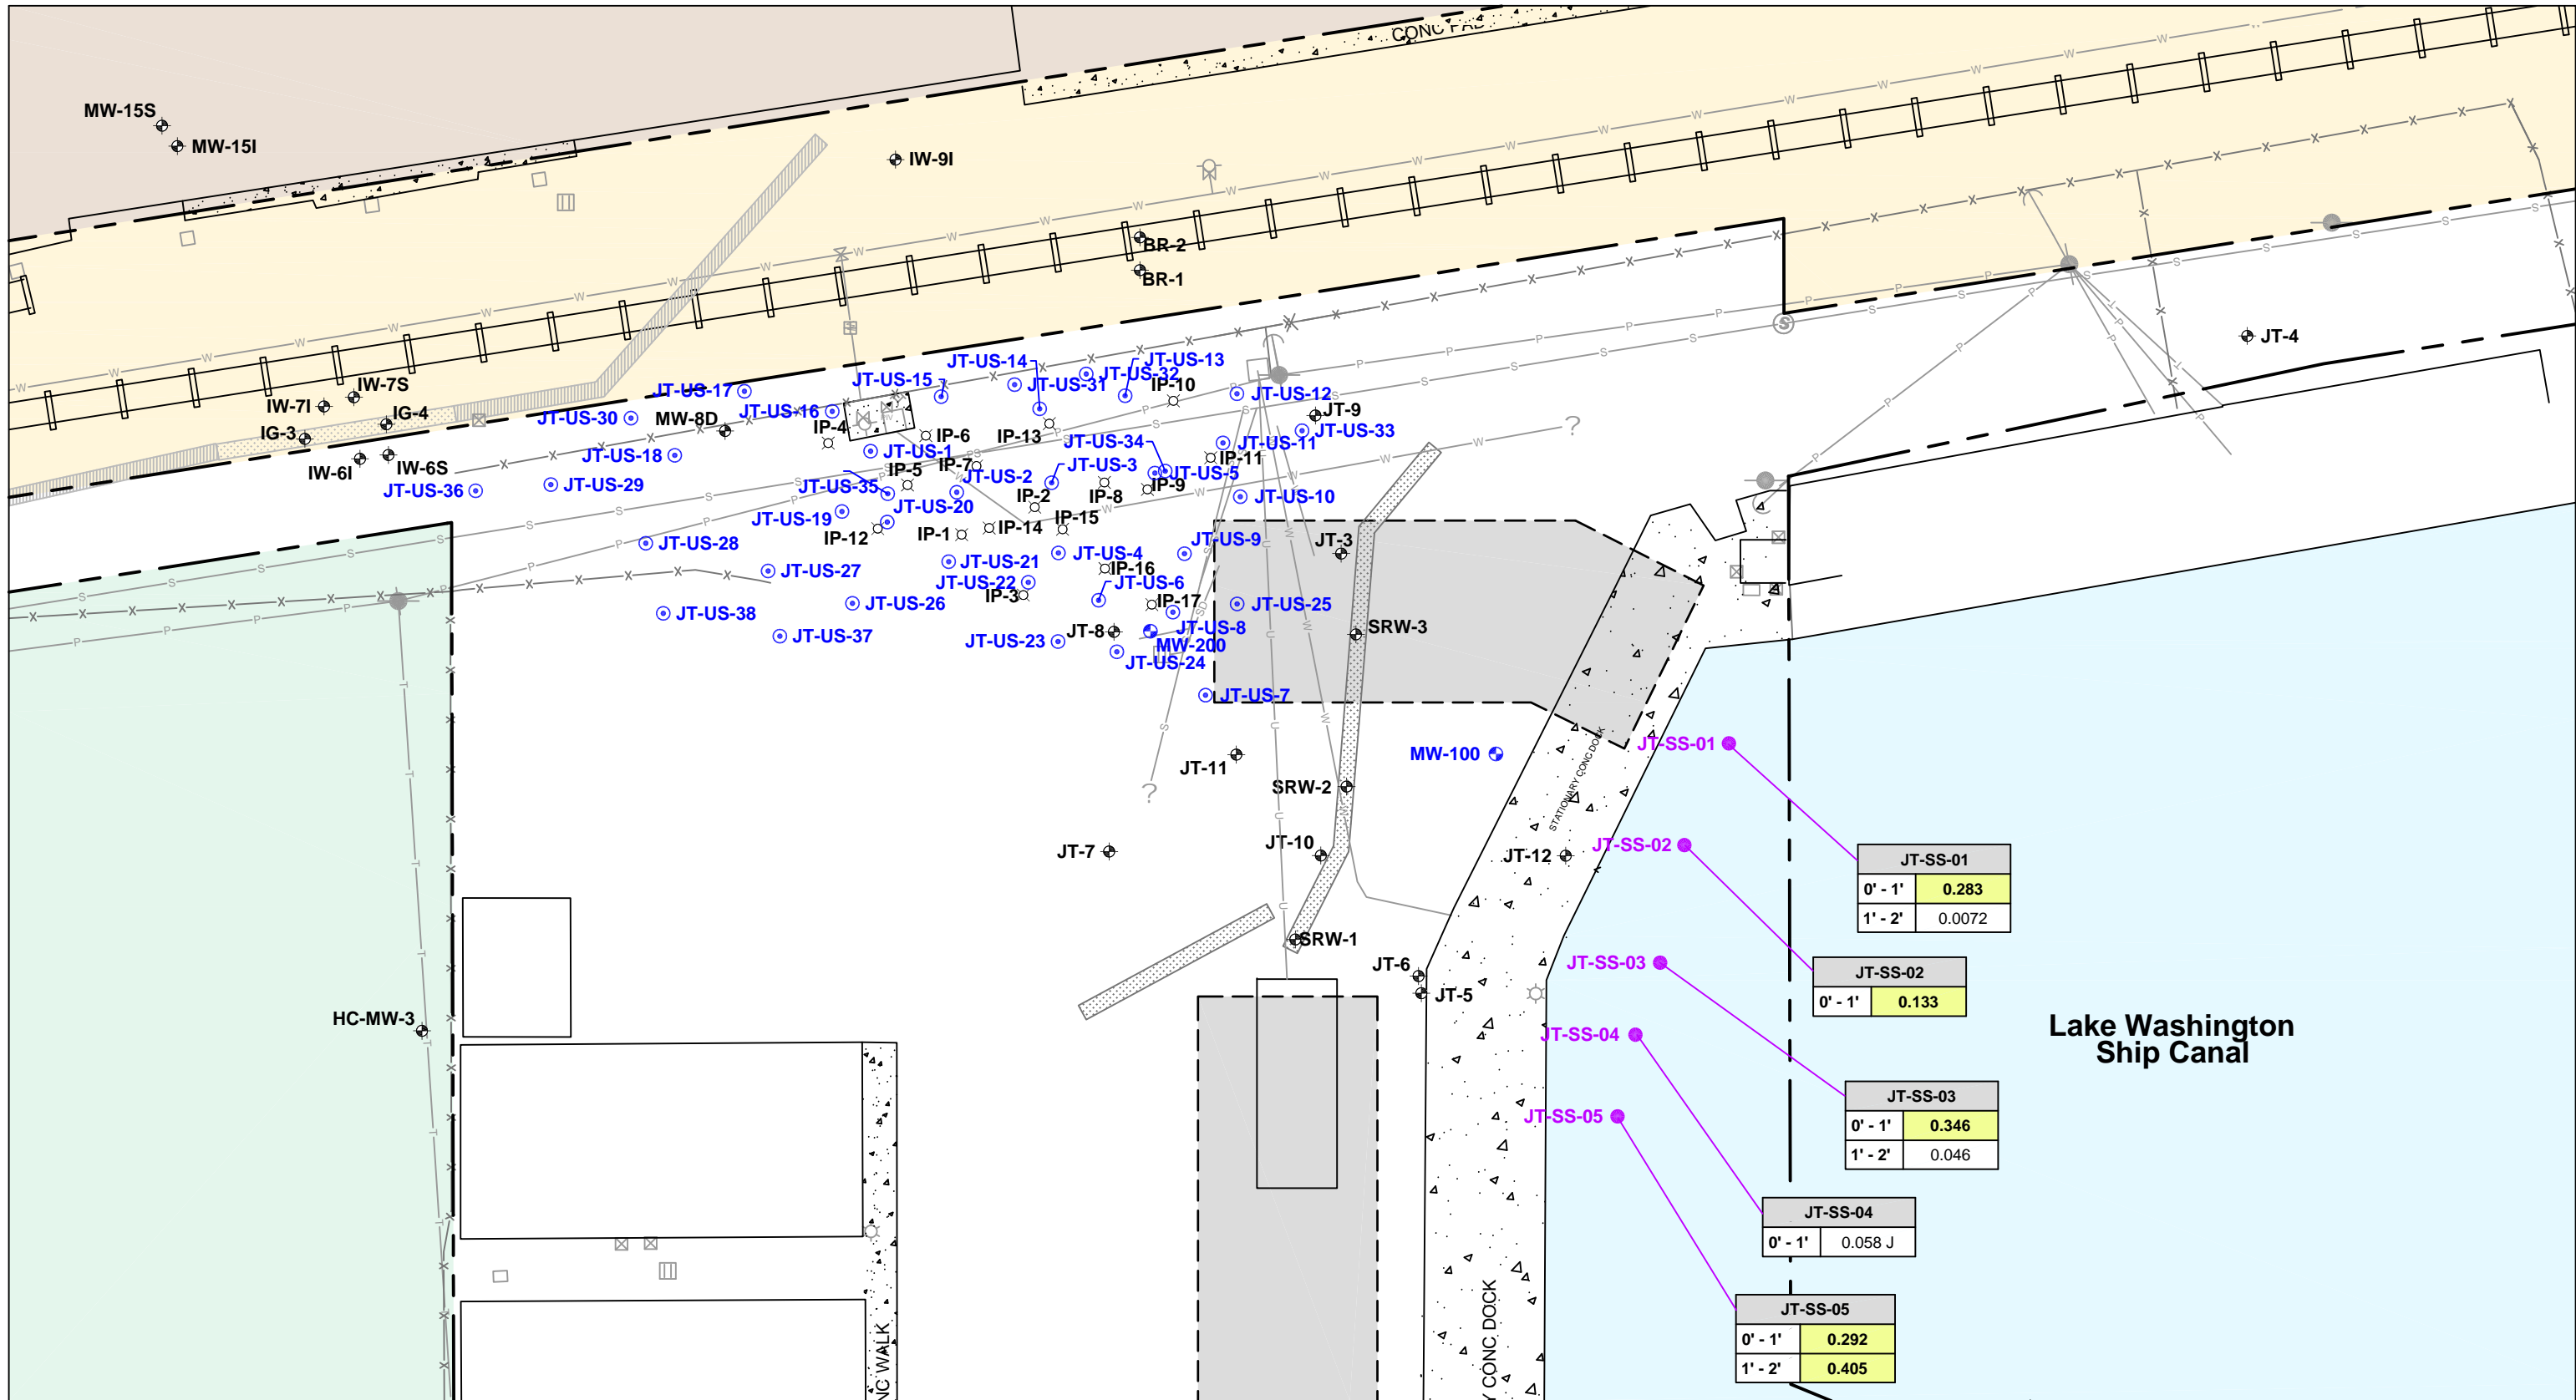 CONC PAD
MW-15S
MW-15I
IW-9I
BR-2
BR-1
JT-4
JT-US-14
JT-US-13
JT-US-15
JT-US-32
JT-US-31
IP-10
JT-US-12
IW-7S
IW-7I
JT-US-17
JT-US-16
JT-US-30
MW-8D
IG-4
IG-3
IP-4
IP-6
IP-13
JT-9
JT-US-33
JT-US-34
JT-US-11
JT-US-1
JT-US-18
IW-6I
IW-6S
IP-5
IP-7
JT-US-3
JT-US-5
IP-11
JT-US-36
JT-US-29
JT-US-35
JT-US-2
IP-2
IP-8
IP-9
JT-US-10
JT-US-19
JT-US-20
IP-12
IP-1
IP-14
IP-15
JT-US-28
JT-US-4
JT-US-9
JT-3
JT-US-27
JT-US-21
JT-US-22
IP-16
JT-US-6
IP-3
IP-17
JT-US-38
JT-US-26
JT-US-25
JT-US-37
JT-US-23
JT-8
JT-US-8
MW-200
JT-US-24
SRW-3
SD
JT-US-7
JT-11
MW-100
SRW-2
JT-SS-01
STATIONARY CONC DOCK
JT-7
JT-10
JT-12
JT-SS-02
SRW-1
JT-6
JT-5
JT-SS-03
JT-SS-04
JT-SS-05
HC-MW-3
JT-SS-01
0' - 1' 0.283
1' - 2' 0.0072
JT-SS-02
0' - 1' 0.133
Lake Washington
Ship Canal
JT-SS-03
0' - 1' 0.346
1' - 2' 0.046
JT-SS-04
0' - 1' 0.058 J
JT-SS-05
0' - 1' 0.292
1' - 2' 0.405
NC WALK
Y CONC DOCK